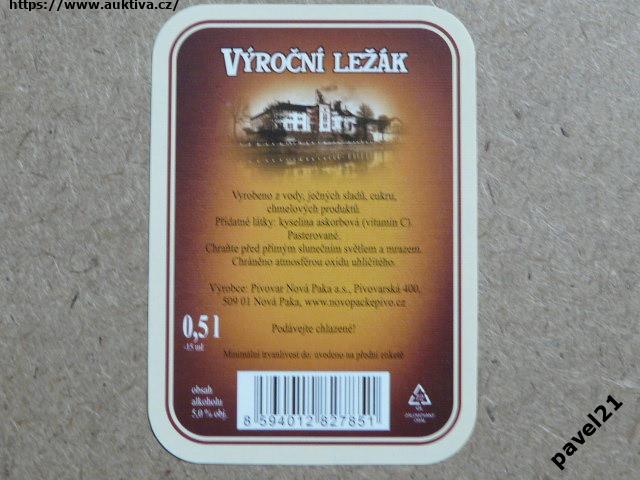 https://www.auktiva.cz/
VÝROČNÍ LEŽÁK
Vyrobeno z vody, ječných sladů, cukru,
chmelových produktů.
Přídatné látky: kyselina askorbová (vitamin C)
Pasterované.
Chraňte před přímým slunečním světlem a mrazem.
Chráněno atmosférou oxidu uhličitého.
Výrobce: Pivovar Nová Paka a.s., Pivovarská 400,
509 01 Nová Paka, www.novopackepivo.cz
0,5 l
-15 ml
Podávejte chlazené!
Minimální trvanlivost do: uvedeno na přední etiketě
obsah
alkoholu
5,0 % obj.
8 594012 827851
pavel21